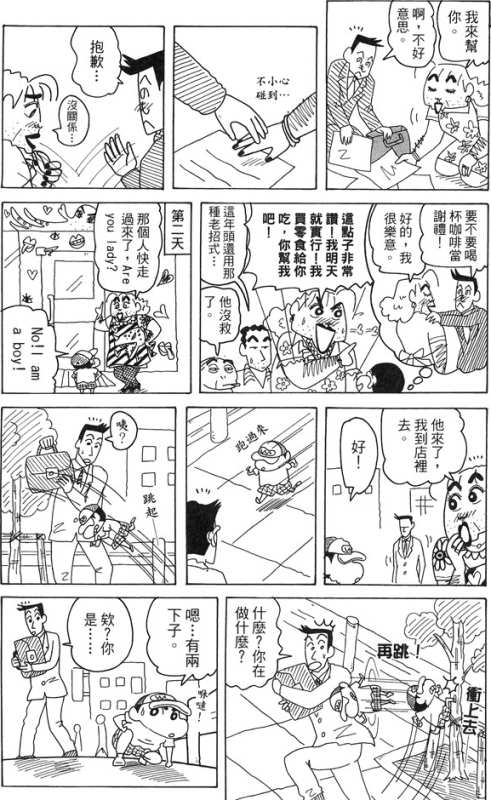 我來幫
你。
啊，不好
意思。
不小心
碰到…
抱歉…
沒關係…
要不要喝
杯咖啡當
謝禮！
好的，我
很樂意。
這點子非常
讚！我明天
就實行！我
買零食給你
吃，你幫我
吧！
這年頭還用那
種老招式…
他沒救
了。
第二天
那個人快走
過來了，Are
you lady?
No!I am
a boy!
他來了，
我到店裡
去。
好！
跑過來
咦？
跳起
衝上去
再跳！
什麼？你在
做什麼？
嗯…有兩
下子。
欸？你
是……